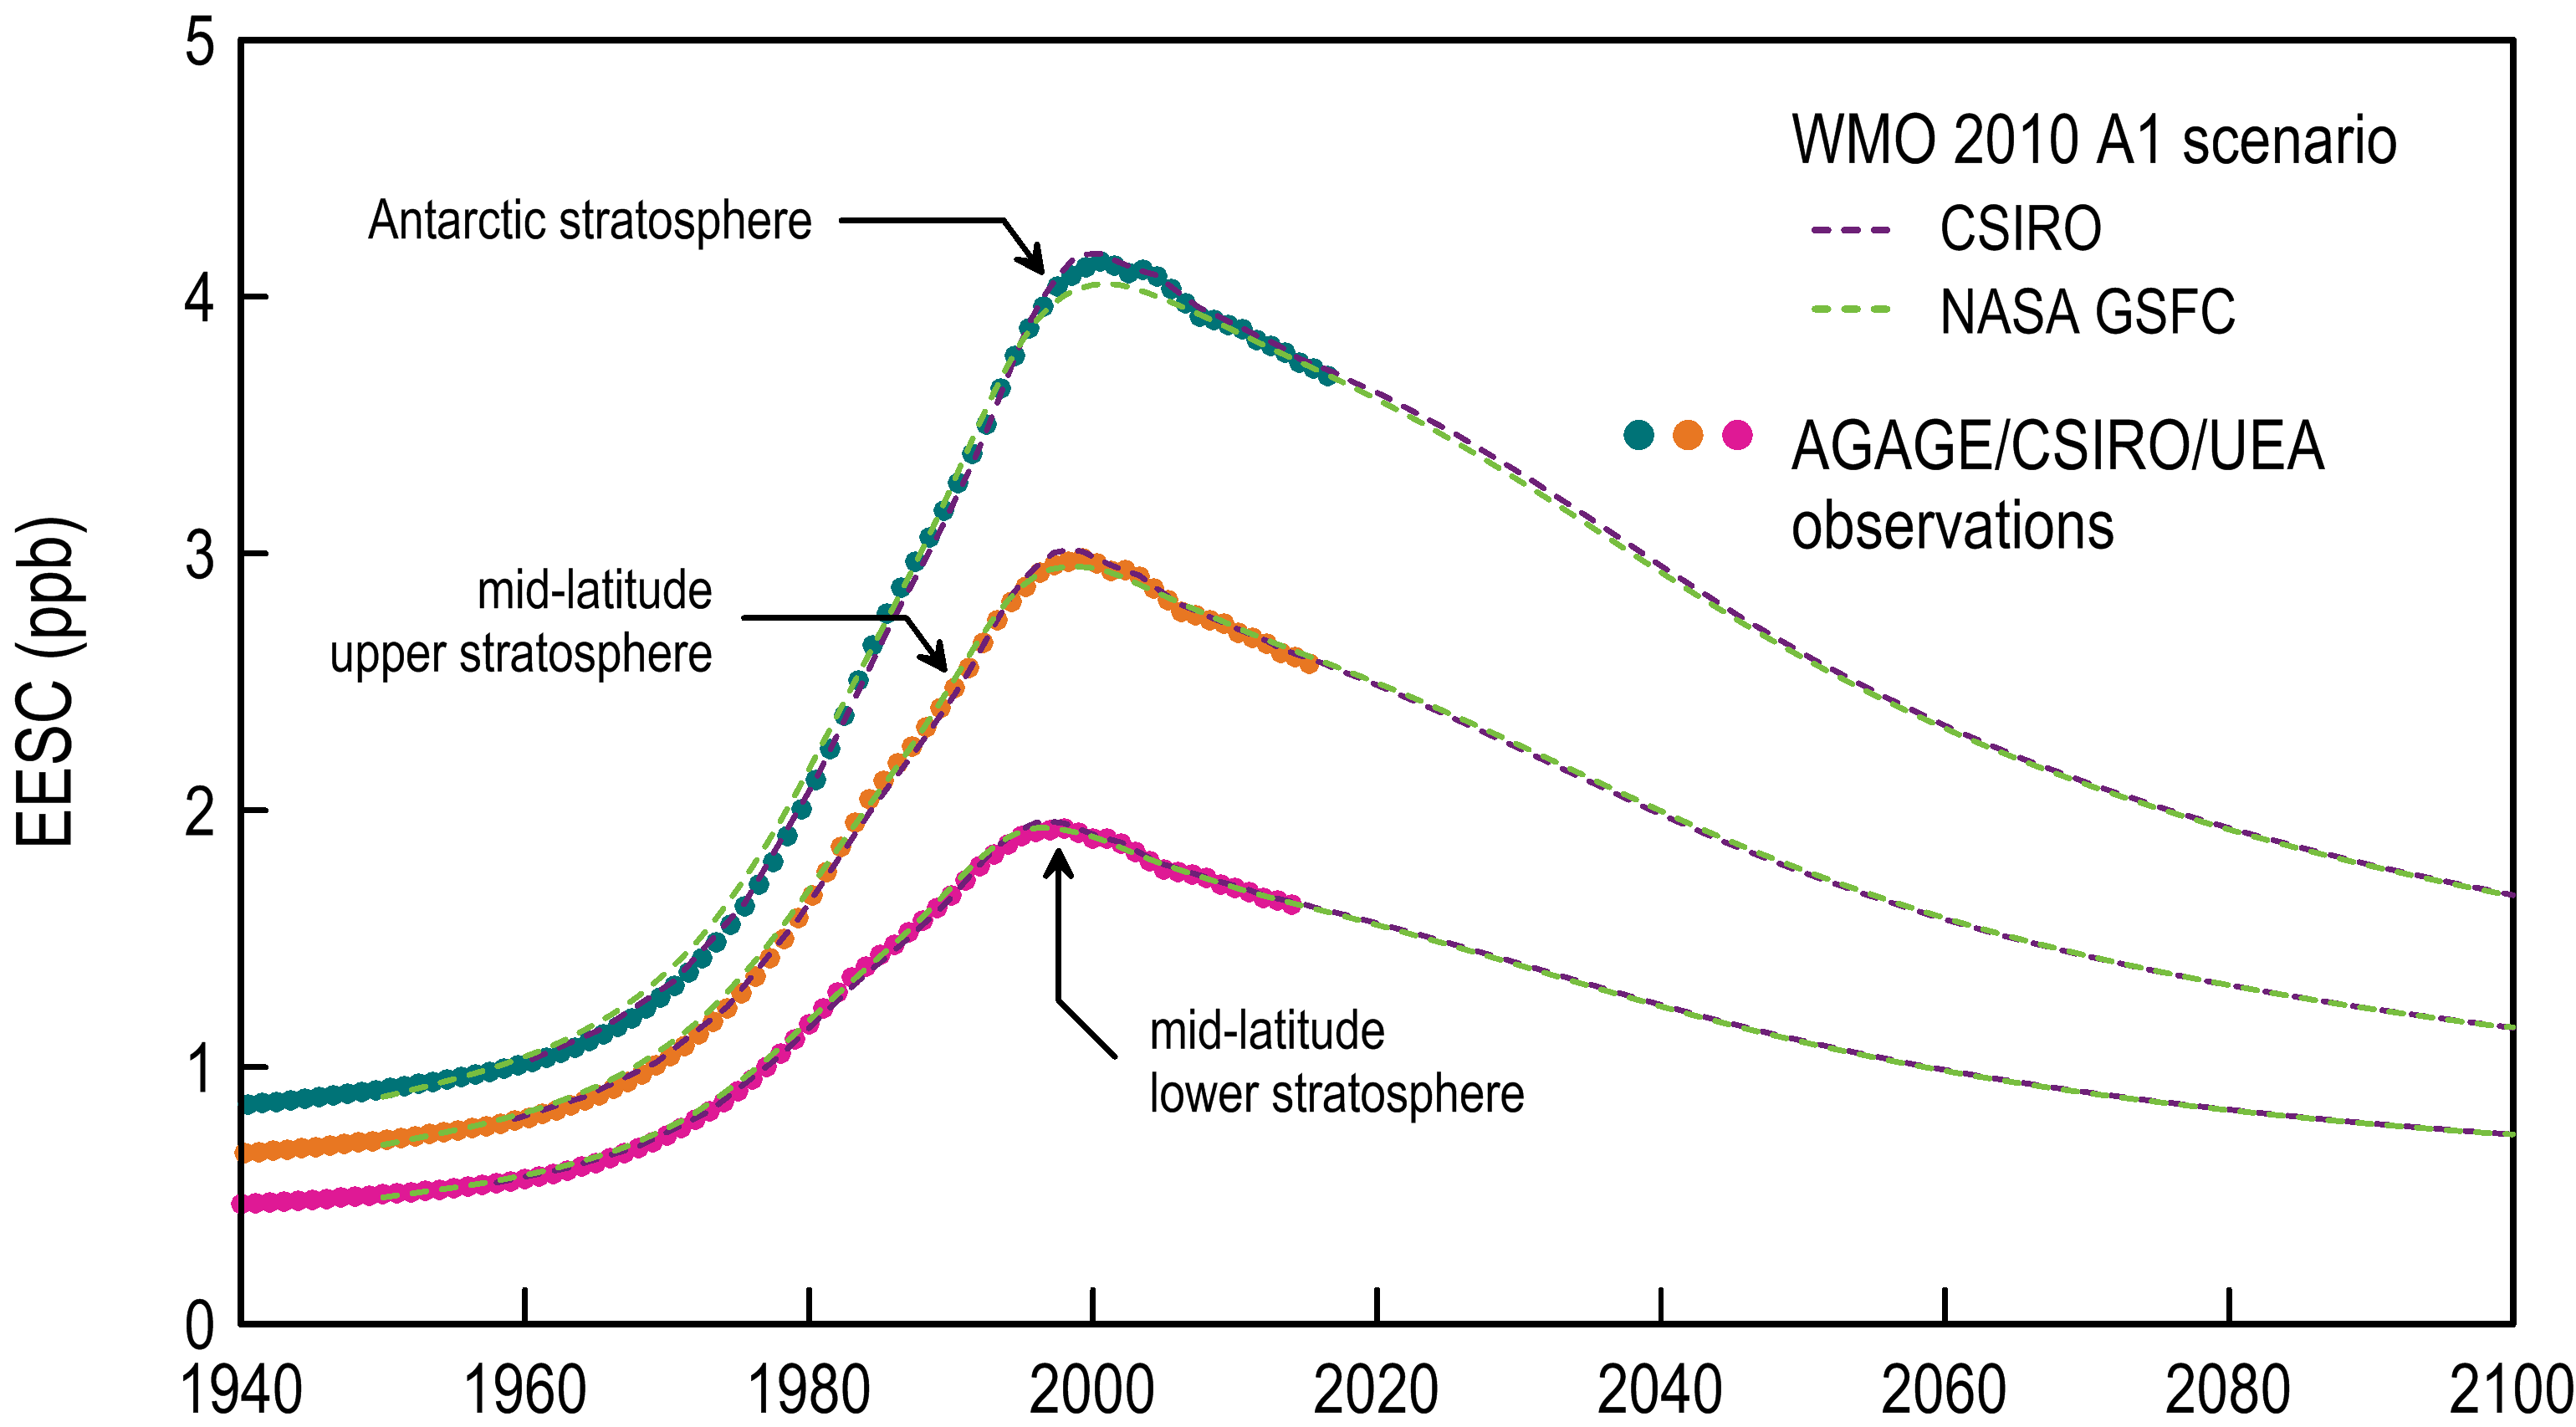 5
WMO 2010 A1 scenario
Antarctic stratosphere
CSIRO
4
NASA GSFC
AGAGE/CSIRO/UEA
observations
3
mid-latitude
upper stratosphere
EESC (ppb)
2
1
mid-latitude
lower stratosphere
0
1940 1960 1980 2000 2020 2040 2060 2080 2100